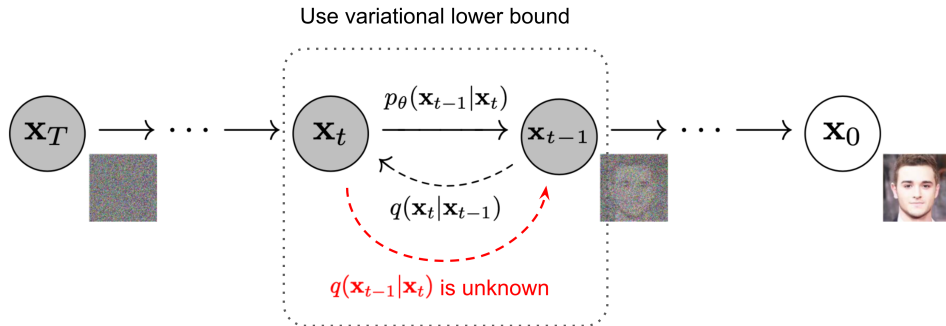 Use variational lower bound
p_θ(𝐱_{t−1}|𝐱_t)
𝐱_T ⋯ 𝐱_t 𝐱_{t−1} ⋯ 𝐱_0
q(𝐱_t|𝐱_{t−1})
q(𝐱_{t−1}|𝐱_t) is unknown